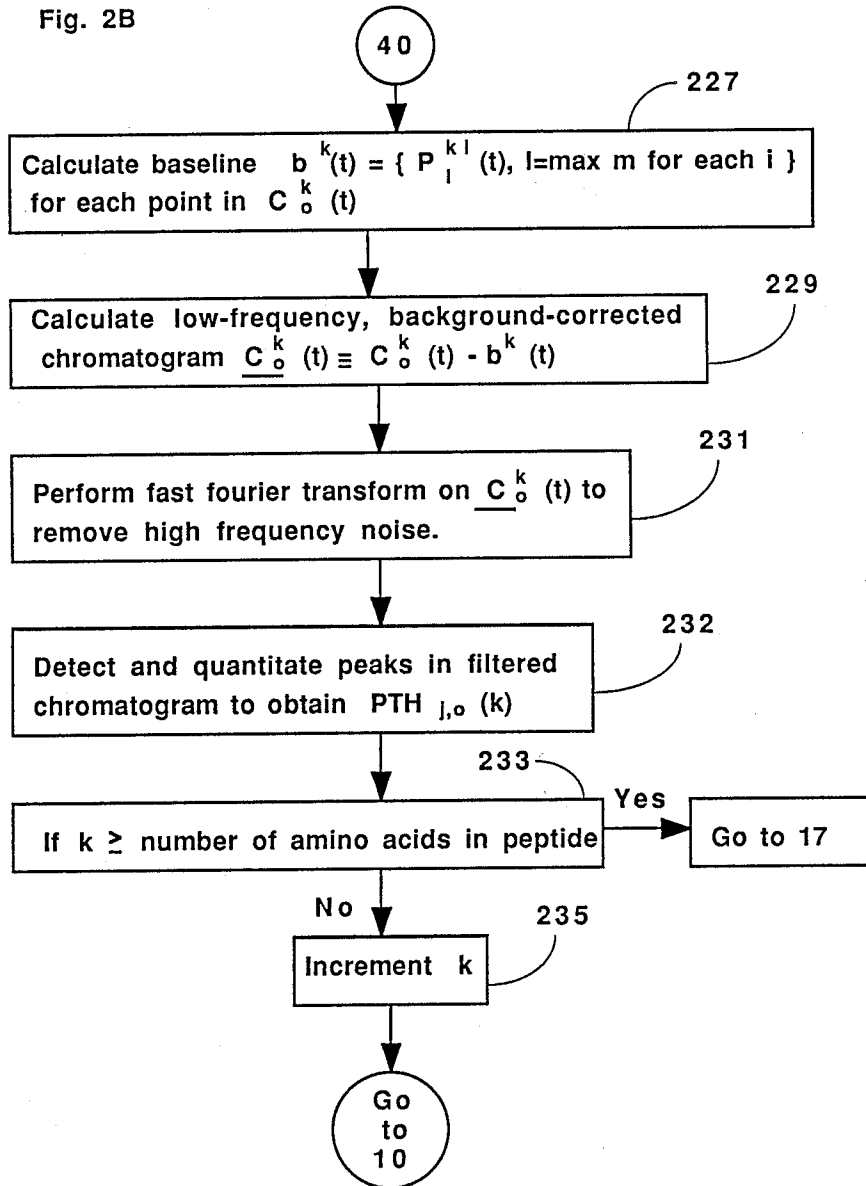 Fig. 2B
40
227
Calculate baseline b^k(t) = { P_l^{kl} (t), l=max m for each i }
for each point in C_o^k (t)
229
Calculate low-frequency, background-corrected
chromatogram C_o^k (t) ≡ C_o^k (t) - b^k (t)
231
Perform fast fourier transform on C_o^k (t) to
remove high frequency noise.
232
Detect and quantitate peaks in filtered
chromatogram to obtain PTH_{j,o} (k)
233
If k ≥ number of amino acids in peptide
Yes
Go to 17
No
235
Increment k
Go
to
10